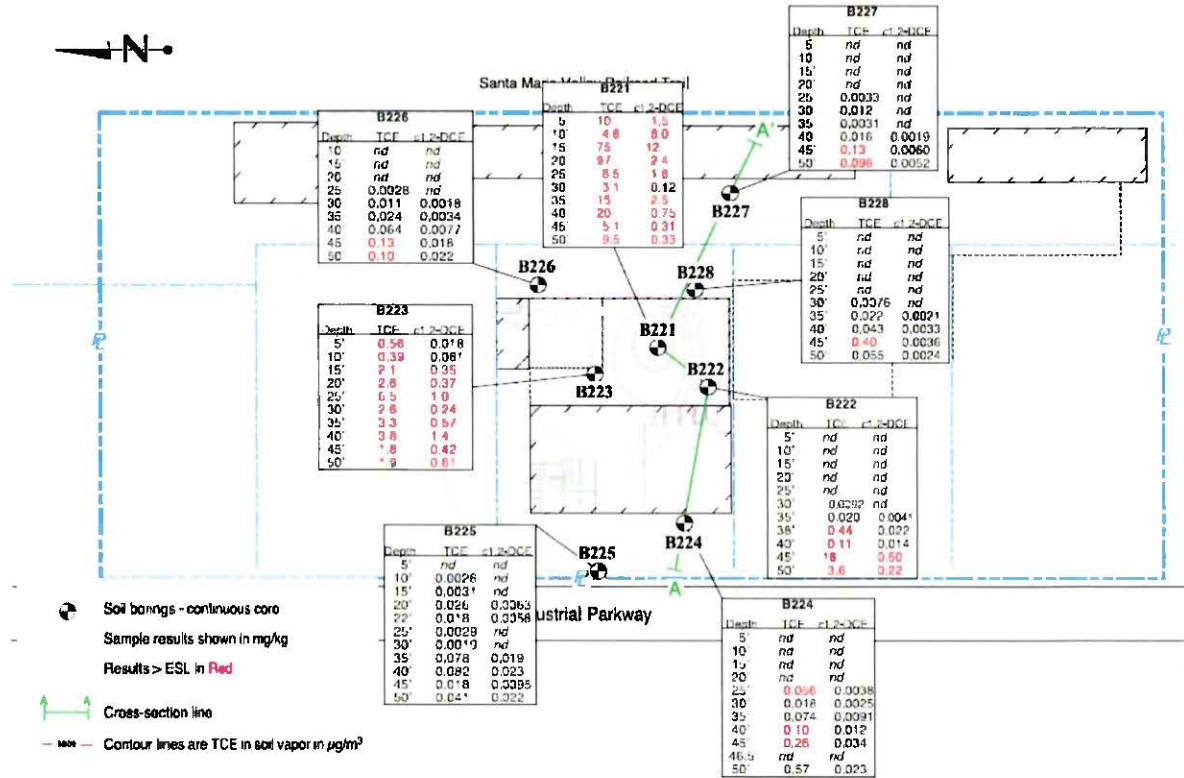 N
Santa Maria Valley Railroad Trail
B227
Depth TCE c1,2-DCE
5 nd nd
10 nd nd
15' nd nd
20' nd nd
25 0.0033 nd
30 0.012 nd
35 0.0031 nd
40 0.016 0.0019
45' 0.13 0.0060
50' 0.096 0.0052
B221
Depth TCE c1,2-DCE
5 10 1.5
10' 4.6 6.0
15 75 12
20 97 2.4
25 6.5 1.6
30 3.1 0.12
35 15 2.5
40 20 0.75
45 5.1 0.31
50' 9.5 0.33
B226
Depth TCE c1,2-DCE
10 nd nd
15' nd nd
20 nd nd
25 0.0028 nd
30 0.011 0.0018
35 0.024 0.0034
40 0.064 0.0077
45 0.13 0.016
50 0.10 0.022
A'
B227
B228
Depth TCE c1,2-DCE
5' nd nd
10' nd nd
15' nd nd
20' nd nd
25' nd nd
30' 0.0076 nd
35' 0.022 0.0021
40' 0.043 0.0033
45' 0.40 0.0036
50' 0.055 0.0024
B226
B228
B221
B222
B223
B223
Depth TCE c1,2-DCE
5' 0.56 0.018
10' 0.39 0.061
15' 2.1 0.35
20' 2.6 0.37
25' 6.5 1.0
30' 2.6 0.24
35' 3.3 0.57
40' 3.8 1.4
45' 1.8 0.42
50' 1.9 0.61
PL
PL
B222
Depth TCE c1,2-DCE
5' nd nd
10' nd nd
15' nd nd
20' nd nd
25' nd nd
30' 0.0092 nd
35' 0.020 0.0041
38' 0.44 0.022
40' 0.11 0.014
45' 16 0.50
50' 3.6 0.22
B224
B225
Depth TCE c1,2-DCE
5' nd nd
10' 0.0026 nd
15' 0.0031 nd
20' 0.026 0.0063
22' 0.018 0.0056
25' 0.0029 nd
30' 0.0019 nd
35' 0.078 0.019
40' 0.082 0.023
45' 0.018 0.0095
50' 0.041 0.022
B225
PL
A
ustrial Parkway
B224
Depth TCE c1,2-DCE
5' nd nd
10' nd nd
15 nd nd
20' nd nd
25' 0.056 0.0038
30' 0.018 0.0025
35 0.074 0.0091
40' 0.10 0.012
45' 0.26 0.034
46.5 nd nd
50' 0.57 0.023
Soil borings - continuous core
Sample results shown in mg/kg
Results > ESL in Red
A A' Cross-section line
Contour lines are TCE in soil vapor in µg/m³